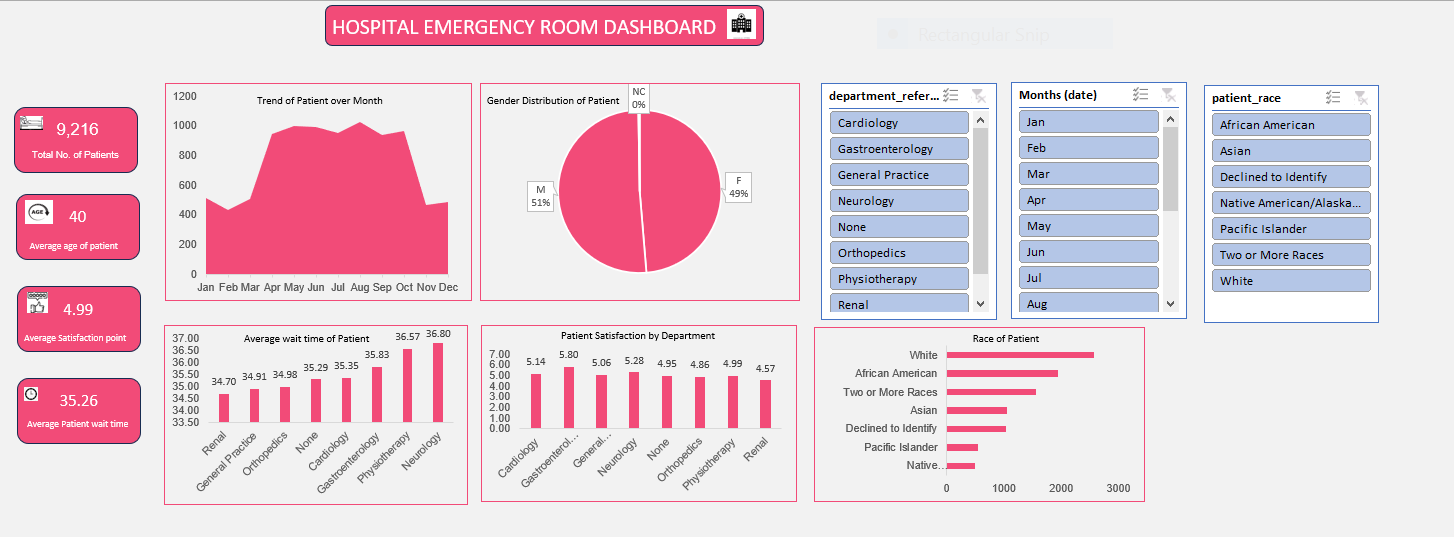 HOSPITAL EMERGENCY ROOM DASHBOARD
Rectangular Snip
9,216
Total No. of Patients
AGE
40
Average age of patient
4.99
Average Satisfaction point
35.26
Average Patient wait time
Trend of Patient over Month
1200
1000
800
600
400
200
0
Jan Feb Mar Apr May Jun Jul Aug Sep Oct Nov Dec
Gender Distribution of Patient
NC
0%
M
51%
F
49%
department_refer...
Cardiology
Gastroenterology
General Practice
Neurology
None
Orthopedics
Physiotherapy
Renal
Months (date)
Jan
Feb
Mar
Apr
May
Jun
Jul
Aug
patient_race
African American
Asian
Declined to Identify
Native American/Alaska...
Pacific Islander
Two or More Races
White
Average wait time of Patient
37.00
36.50
36.00
35.50
35.00
34.50
34.00
33.50
34.70 34.91 34.98 35.29 35.35 35.83 36.57 36.80
Renal
General Practice
Orthopedics
None
Cardiology
Gastroenterology
Physiotherapy
Neurology
Patient Satisfaction by Department
7.00
6.00
5.00
4.00
3.00
2.00
1.00
0.00
5.14 5.80 5.06 5.28 4.95 4.86 4.99 4.57
Cardiology
Gastroenterol...
General...
Neurology
None
Orthopedics
Physiotherapy
Renal
Race of Patient
White
African American
Two or More Races
Asian
Declined to Identify
Pacific Islander
Native...
0 1000 2000 3000